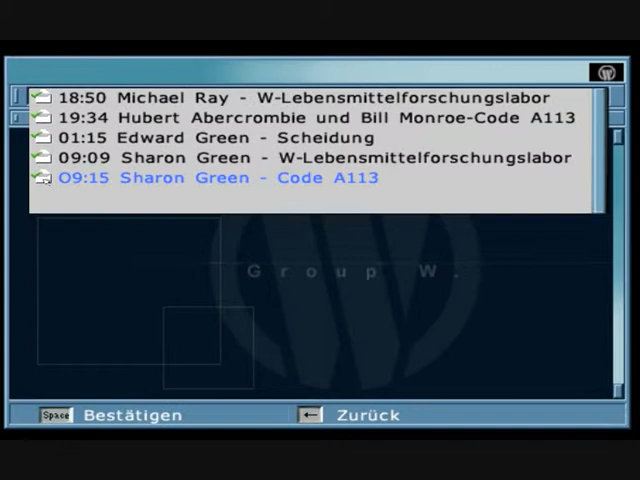 18:50 Michael Ray - W-Lebensmittelforschungslabor
19:34 Hubert Abercrombie und Bill Monroe-Code A113
01:15 Edward Green - Scheidung
09:09 Sharon Green - W-Lebensmittelforschungslabor
09:15 Sharon Green - Code A113
Group W.
Space Bestätigen ← Zurück